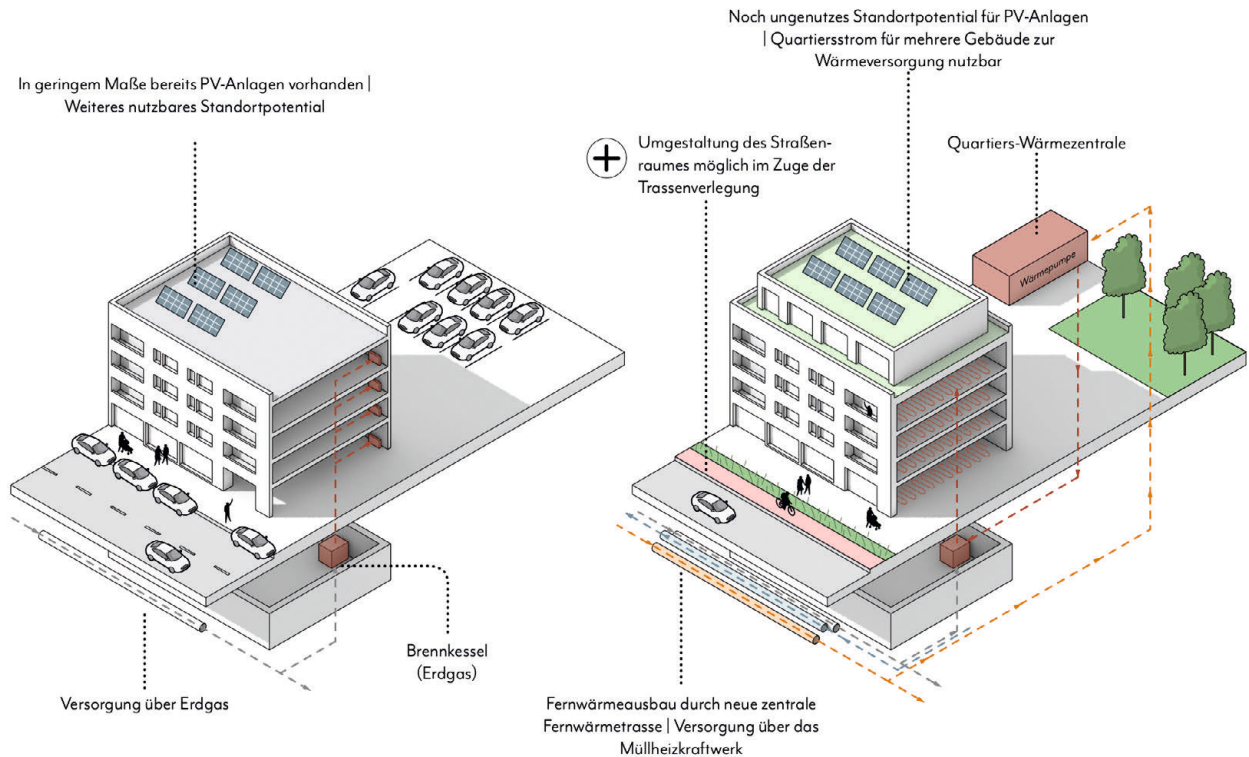 In geringem Maße bereits PV-Anlagen vorhanden |
Weiteres nutzbares Standortpotential
Versorgung über Erdgas
Brennkessel
(Erdgas)
Noch ungenutzes Standortpotential für PV-Anlagen
| Quartiersstrom für mehrere Gebäude zur
Wärmeversorgung nutzbar
Umgestaltung des Straßen-
raumes möglich im Zuge der
Trassenverlegung
Quartiers-Wärmezentrale
Wärmepumpe
Fernwärmeausbau durch neue zentrale
Fernwärmetrasse | Versorgung über das
Müllheizkraftwerk